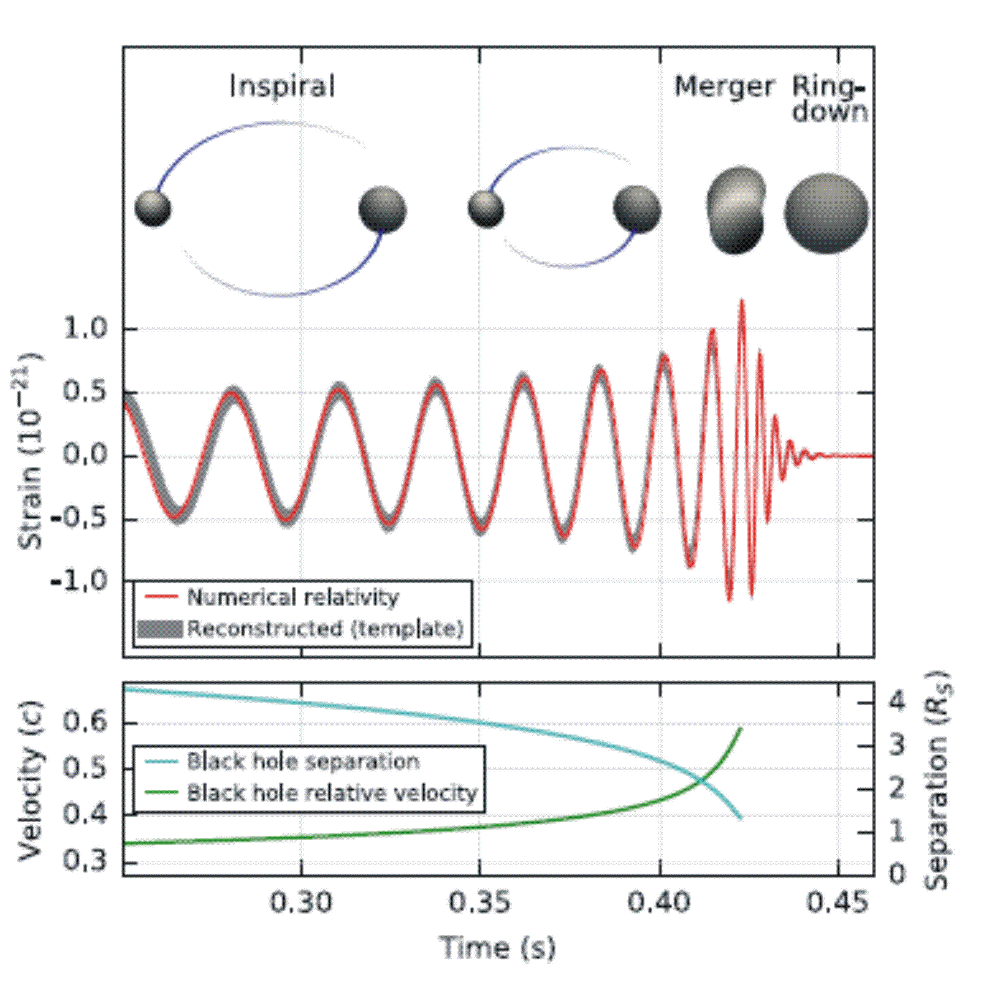 Inspiral
Merger
Ring-
down
Strain (10⁻²¹)
1.0
0.5
0.0
-0.5
-1.0
Numerical relativity
Reconstructed (template)
Velocity (c)
0.6
0.5
0.4
0.3
Black hole separation
Black hole relative velocity
4
3
2
1
0
Separation (R_S)
0.30 0.35 0.40 0.45
Time (s)